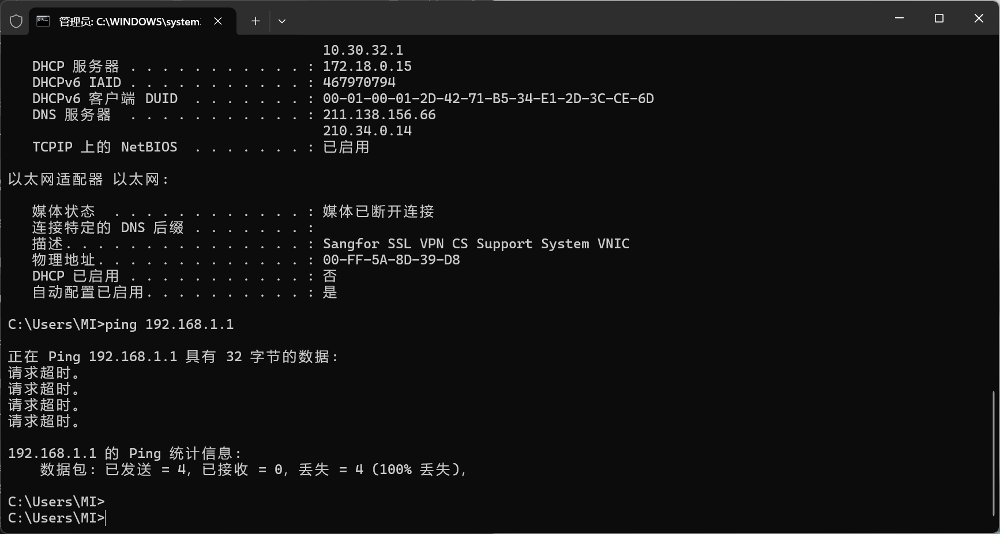 管理员: C:\WINDOWS\system
10.30.32.1
DHCP 服务器 . . . . . . . . . . . : 172.18.0.15
DHCPv6 IAID . . . . . . . . . . . : 467970794
DHCPv6 客户端 DUID  . . . . . . . : 00-01-00-01-2D-42-71-B5-34-E1-2D-3C-CE-6D
DNS 服务器  . . . . . . . . . . . : 211.138.156.66
210.34.0.14
TCPIP 上的 NetBIOS  . . . . . . . : 已启用
以太网适配器 以太网:
媒体状态  . . . . . . . . . . . . : 媒体已断开连接
连接特定的 DNS 后缀 . . . . . . . :
描述. . . . . . . . . . . . . . . : Sangfor SSL VPN CS Support System VNIC
物理地址. . . . . . . . . . . . . : 00-FF-5A-8D-39-D8
DHCP 已启用 . . . . . . . . . . . : 否
自动配置已启用. . . . . . . . . . : 是
C:\Users\MI>ping 192.168.1.1
正在 Ping 192.168.1.1 具有 32 字节的数据:
请求超时。
请求超时。
请求超时。
请求超时。
192.168.1.1 的 Ping 统计信息:
数据包: 已发送 = 4, 已接收 = 0, 丢失 = 4 (100% 丢失),
C:\Users\MI>
C:\Users\MI>